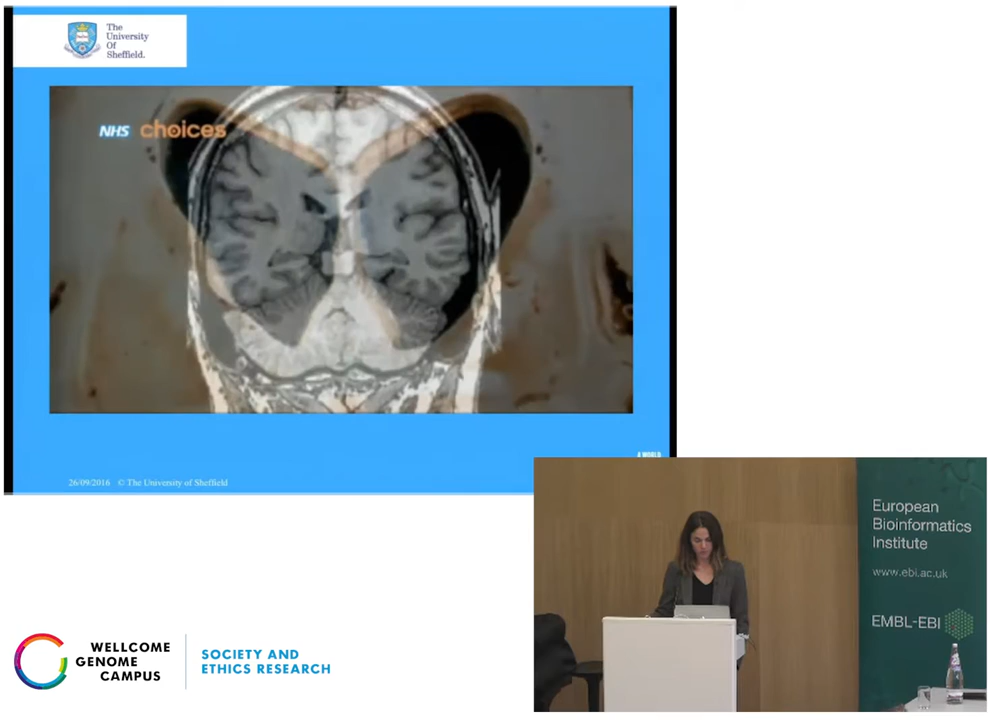 The
University
Of
Sheffield.
NHS choices
26/09/2016 © The University of Sheffield
A WORLD
European
Bioinformatics
Institute
www.ebi.ac.uk
EMBL-EBI
WELLCOME
GENOME
CAMPUS
SOCIETY AND
ETHICS RESEARCH